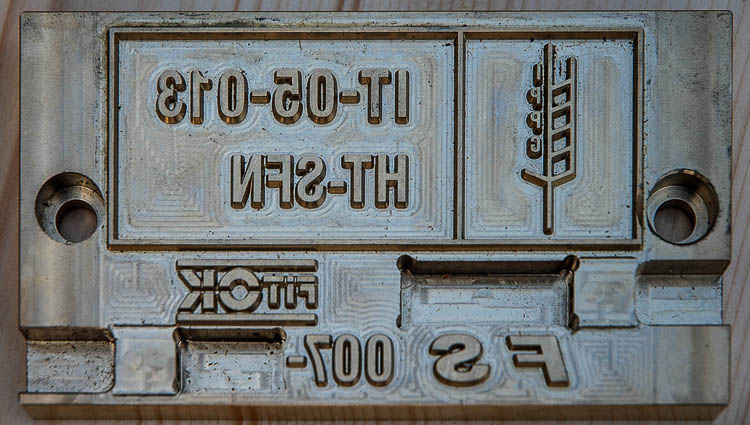 IT-05-013
HT-SFN
FITOK
FS 007-